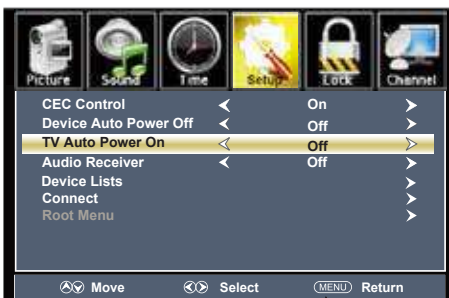 Picture Sound Time Setup Lock Channel
CEC Control On
Device Auto Power Off Off
TV Auto Power On Off
Audio Receiver Off
Device Lists
Connect
Root Menu
Move Select MENU Return